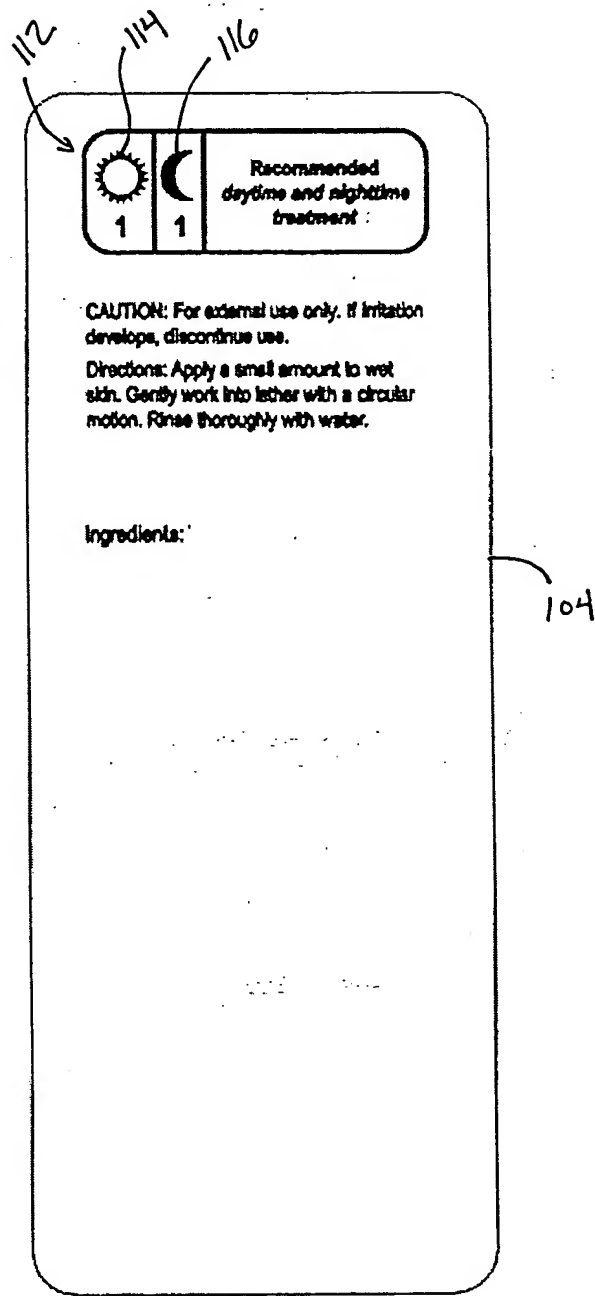 112 114 116
Recommended
daytime and nighttime
treatment
1 1
CAUTION: For external use only. If irritation
develops, discontinue use.
Directions: Apply a small amount to wet
skin. Gently work into lather with a circular
motion. Rinse thoroughly with water.
Ingredients:
104